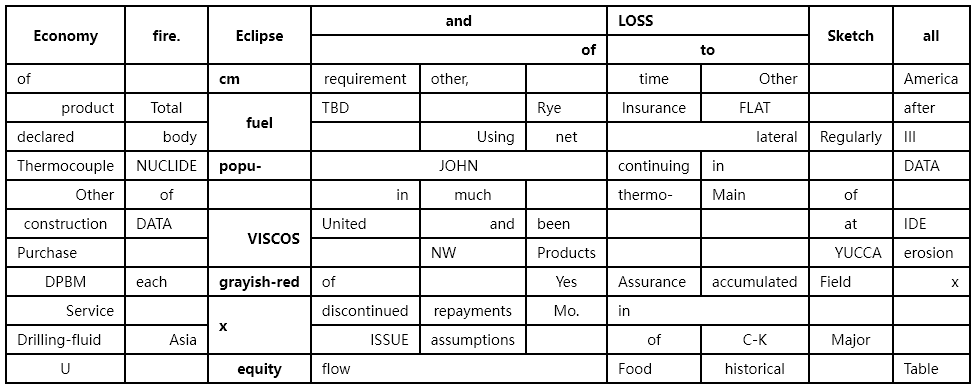 Economy fire. Eclipse and LOSS Sketch all
of to
of cm requirement other, time Other America
product Total fuel TBD Rye Insurance FLAT after
declared body Using net lateral Regularly III
Thermocouple NUCLIDE popu- JOHN continuing in DATA
Other of in much thermo- Main of
construction DATA VISCOS United and been at IDE
Purchase NW Products YUCCA erosion
DPBM each grayish-red of Yes Assurance accumulated Field x
Service x discontinued repayments Mo. in
Drilling-fluid Asia ISSUE assumptions of C-K Major
U equity flow Food historical Table